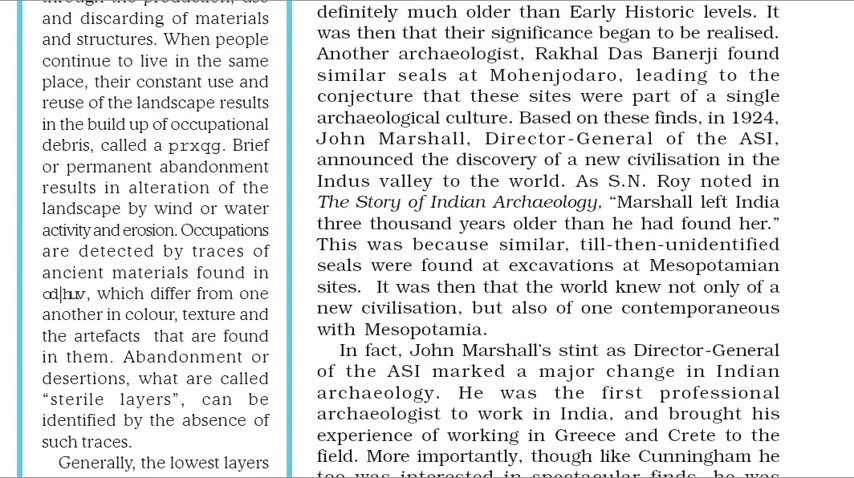 and discarding of materials
and structures. When people
continue to live in the same
place, their constant use and
reuse of the landscape results
in the build up of occupational
debris, called a prxqg. Brief
or permanent abandonment
results in alteration of the
landscape by wind or water
activity and erosion. Occupations
are detected by traces of
ancient materials found in
od|huv, which differ from one
another in colour, texture and
the artefacts that are found
in them. Abandonment or
desertions, what are called
“sterile layers”, can be
identified by the absence of
such traces.
Generally, the lowest layers
definitely much older than Early Historic levels. It
was then that their significance began to be realised.
Another archaeologist, Rakhal Das Banerji found
similar seals at Mohenjodaro, leading to the
conjecture that these sites were part of a single
archaeological culture. Based on these finds, in 1924,
John Marshall, Director-General of the ASI,
announced the discovery of a new civilisation in the
Indus valley to the world. As S.N. Roy noted in
The Story of Indian Archaeology, “Marshall left India
three thousand years older than he had found her.”
This was because similar, till-then-unidentified
seals were found at excavations at Mesopotamian
sites. It was then that the world knew not only of a
new civilisation, but also of one contemporaneous
with Mesopotamia.
In fact, John Marshall’s stint as Director-General
of the ASI marked a major change in Indian
archaeology. He was the first professional
archaeologist to work in India, and brought his
experience of working in Greece and Crete to the
field. More importantly, though like Cunningham he
too was interested in spectacular finds, he was